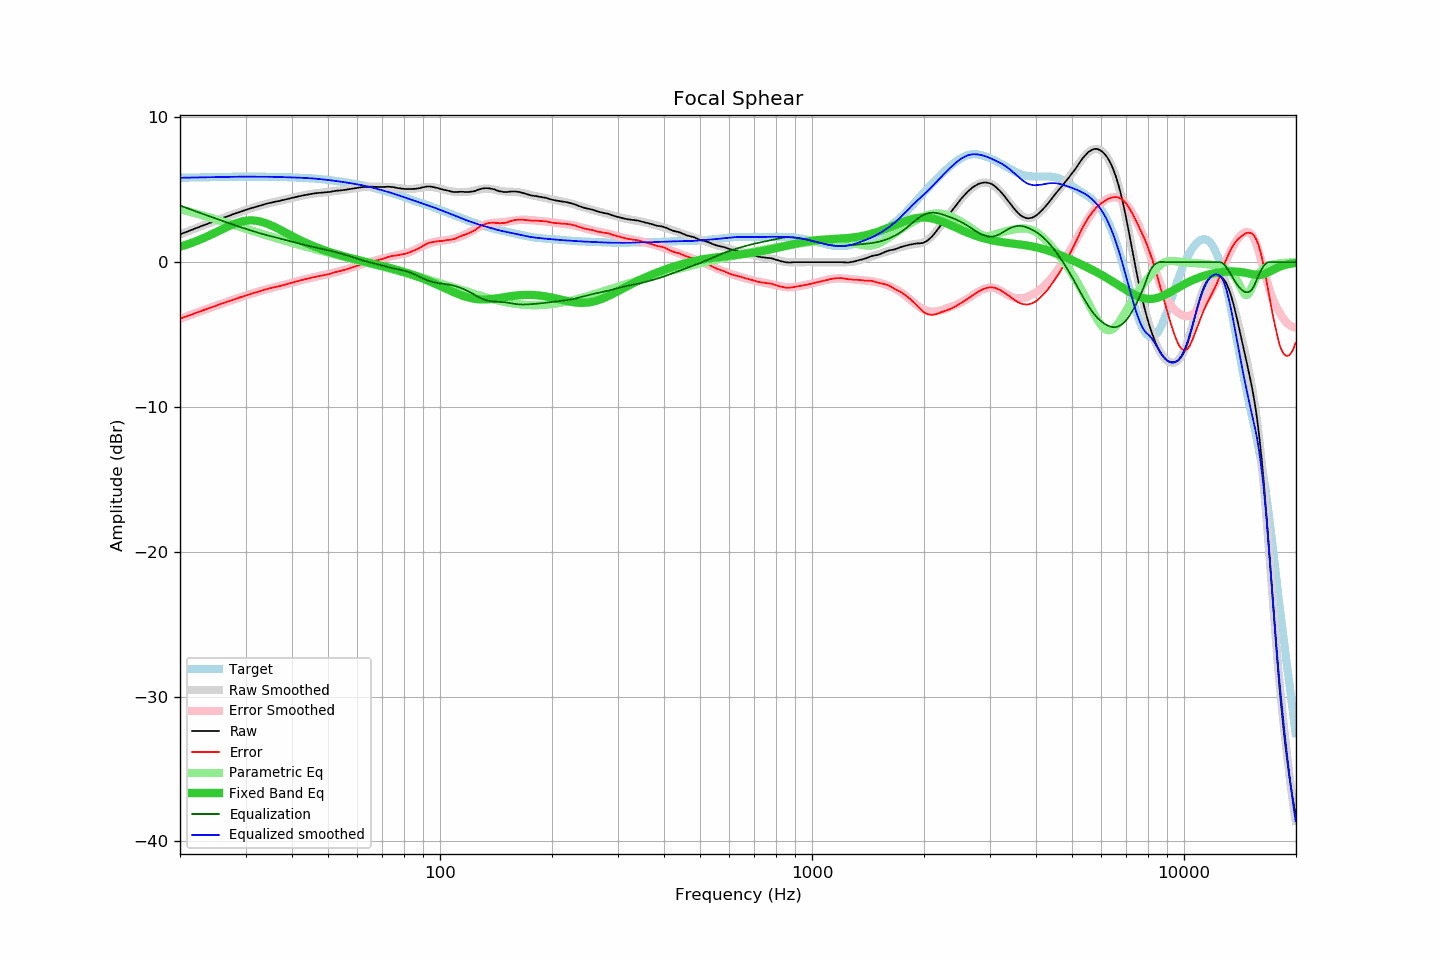 Focal Sphear
10
0
−10
−20
−30
−40
Amplitude (dBr)
Target
Raw Smoothed
Error Smoothed
Raw
Error
Parametric Eq
Fixed Band Eq
Equalization
Equalized smoothed
100 1000 10000
Frequency (Hz)